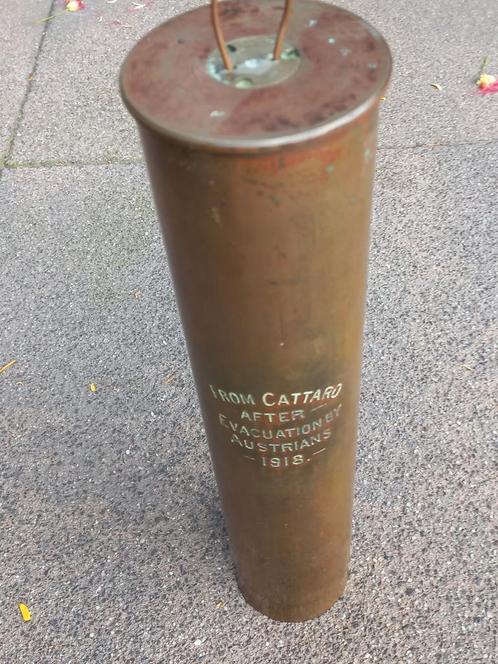 FROM CATTARO
AFTER —
EVACUATION BY
AUSTRIANS
— 1918. —